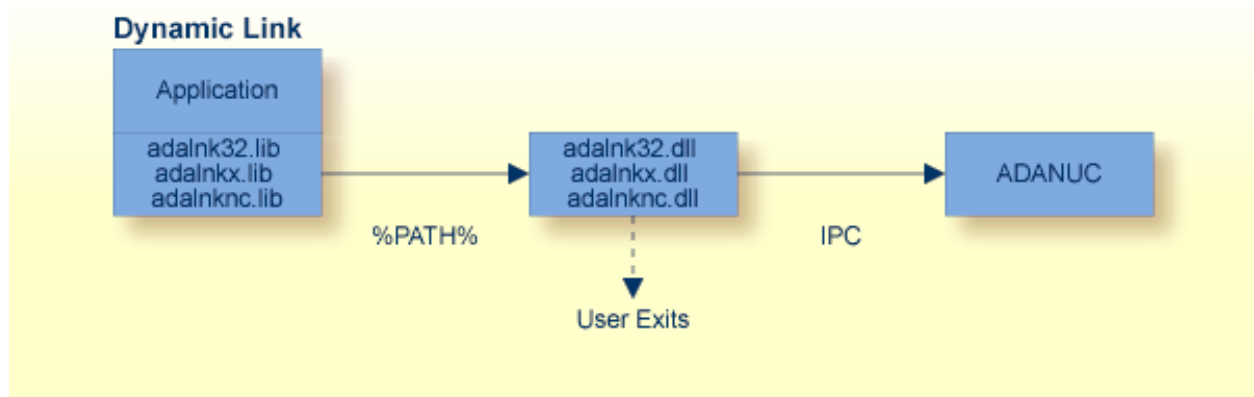 Dynamic Link
Application
adalnk32.lib
adalnkx.lib
adalnknc.lib
%PATH%
adalnk32.dll
adalnkx.dll
adalnknc.dll
User Exits
IPC
ADANUC